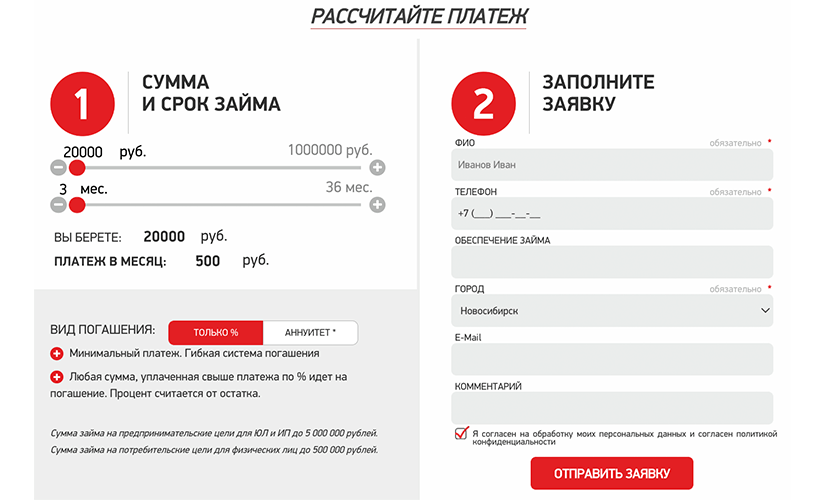 РАССЧИТАЙТЕ ПЛАТЕЖ
1
СУММА
И СРОК ЗАЙМА
20000 руб.
1000000 руб.
3 мес.
36 мес.
ВЫ БЕРЕТЕ: 20000 руб.
ПЛАТЕЖ В МЕСЯЦ: 500 руб.
ВИД ПОГАШЕНИЯ: ТОЛЬКО % АННУИТЕТ *
Минимальный платеж. Гибкая система погашения
Любая сумма, уплаченная свыше платежа по % идет на
погашение. Процент считается от остатка.
Сумма займа на предпринимательские цели для ЮЛ и ИП до 5 000 000 рублей.
Сумма займа на потребительские цели для физических лиц до 500 000 рублей.
2
ЗАПОЛНИТЕ
ЗАЯВКУ
ФИО обязательно *
Иванов Иван
ТЕЛЕФОН обязательно *
+7 (___) ___-__-__
ОБЕСПЕЧЕНИЕ ЗАЙМА
ГОРОД обязательно *
Новосибирск
E-Mail
КОММЕНТАРИЙ
Я согласен на обработку моих персональных данных и согласен политикой
конфиденциальности
ОТПРАВИТЬ ЗАЯВКУ